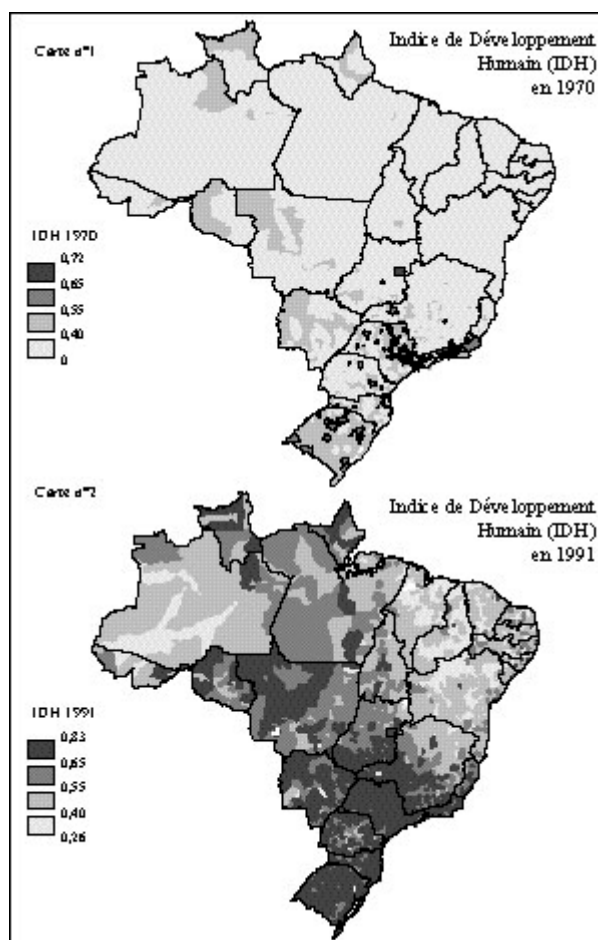 Carte n°1
Indice de Développement
Humain (IDH)
en 1970
IDH 1970
0,72
0,65
0,55
0,40
0
Carte n°2
Indice de Développement
Humain (IDH)
en 1991
IDH 1991
0,83
0,65
0,55
0,40
0,26